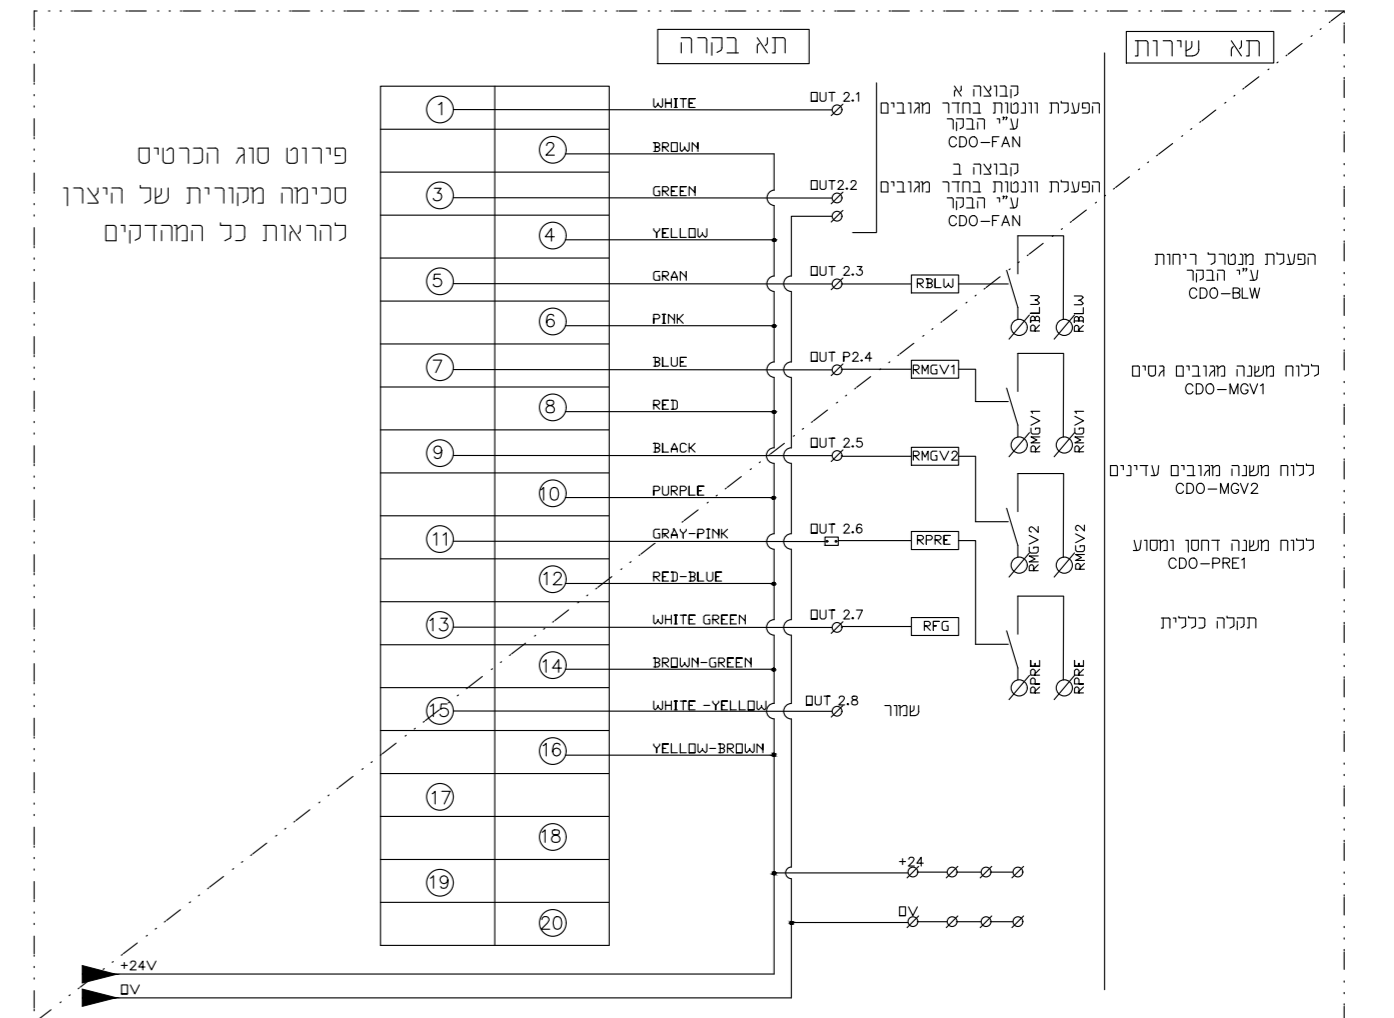 תא בקרה
תא שירות
פירוט סוג הכרטיס
סכימה מקורית של היצרן
להראות כל המהדקים
1 WHITE OUT 2.1
קבוצה א
הפעלת וונטות בחדר מגובים
ע"י הבקר
CDO-FAN
2 BROWN
קבוצה ב
הפעלת וונטות בחדר מגובים
ע"י הבקר
CDO-FAN
3 GREEN OUT2.2
4 YELLOW
5 GRAN OUT 2.3 RBLW
RBLW RBLW
הפעלת מנטרל ריחות
ע"י הבקר
CDO-BLW
6 PINK
7 BLUE OUT P2.4 RMGV1
RMGV1 RMGV1
ללוח משנה מגובים גסים
CDO-MGV1
8 RED
9 BLACK OUT 2.5 RMGV2
ללוח משנה מגובים עדינים
CDO-MGV2
10 PURPLE
11 GRAY-PINK OUT 2.6 RPRE
RMGV2 RMGV2
ללוח משנה דחסן ומסוע
CDO-PRE1
12 RED-BLUE
13 WHITE GREEN OUT 2.7 RFG
תקלה כללית
14 BROWN-GREEN
RPRE RPRE
15 WHITE -YELLOW OUT 2.8 שמור
16 YELLOW-BROWN
17
18
19
+24
20
0V
+24V
0V